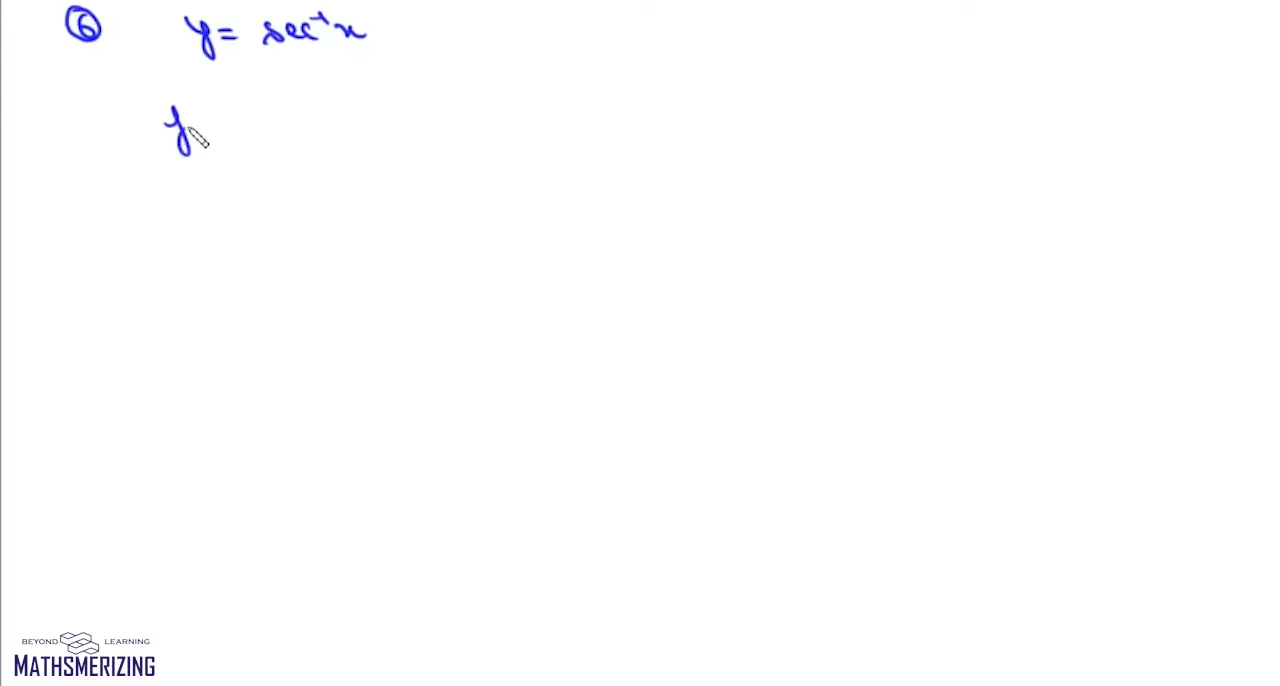 ⑥ y = sec⁻¹x
f
BEYOND LEARNING
MATHSMERIZING